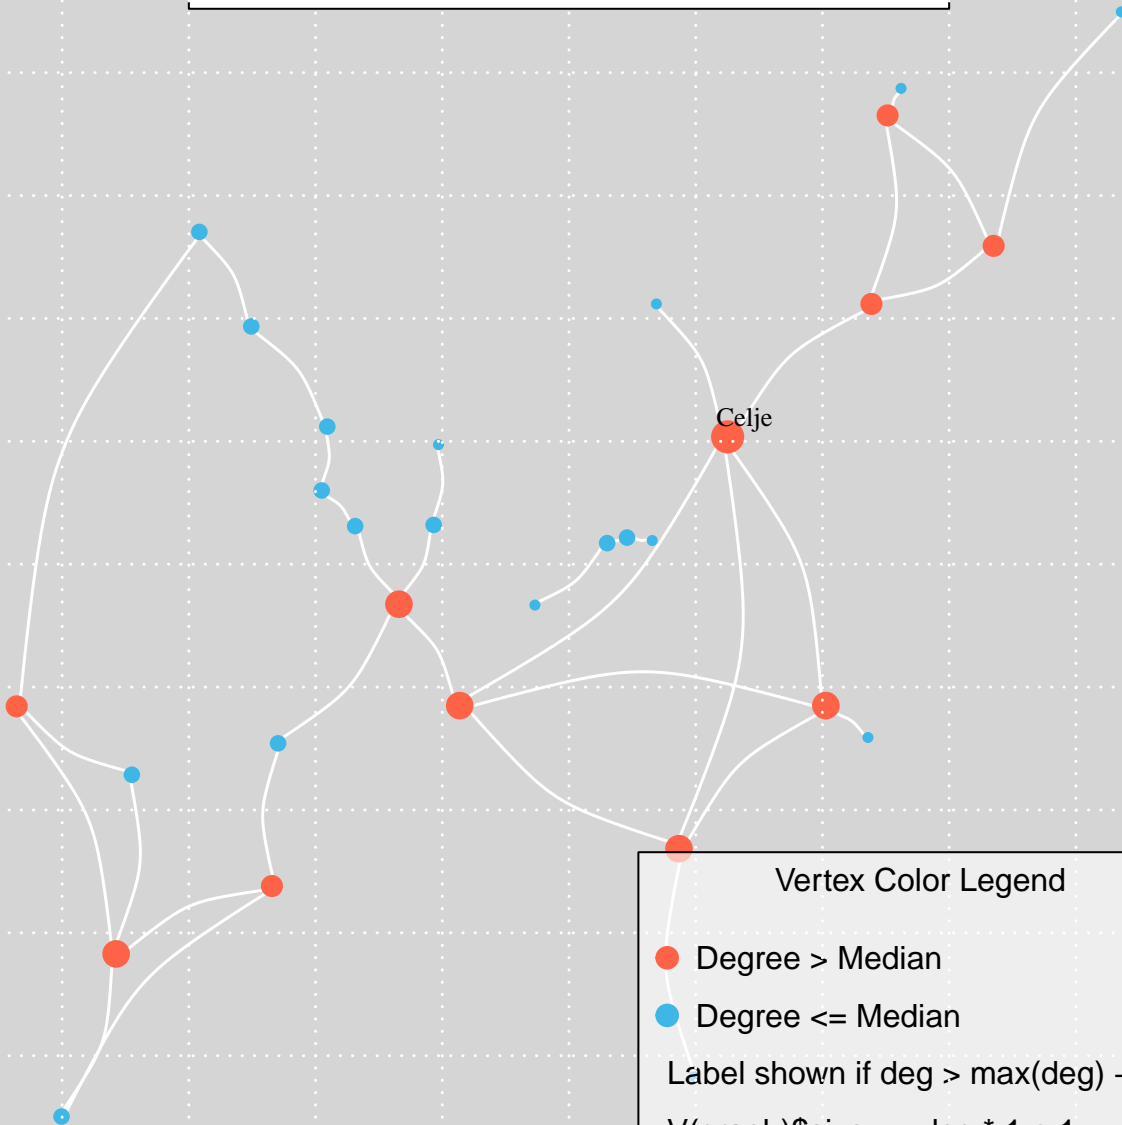 Celje
Vertex Color Legend
Degree > Median
Degree <= Median
Label shown if deg > max(deg) -